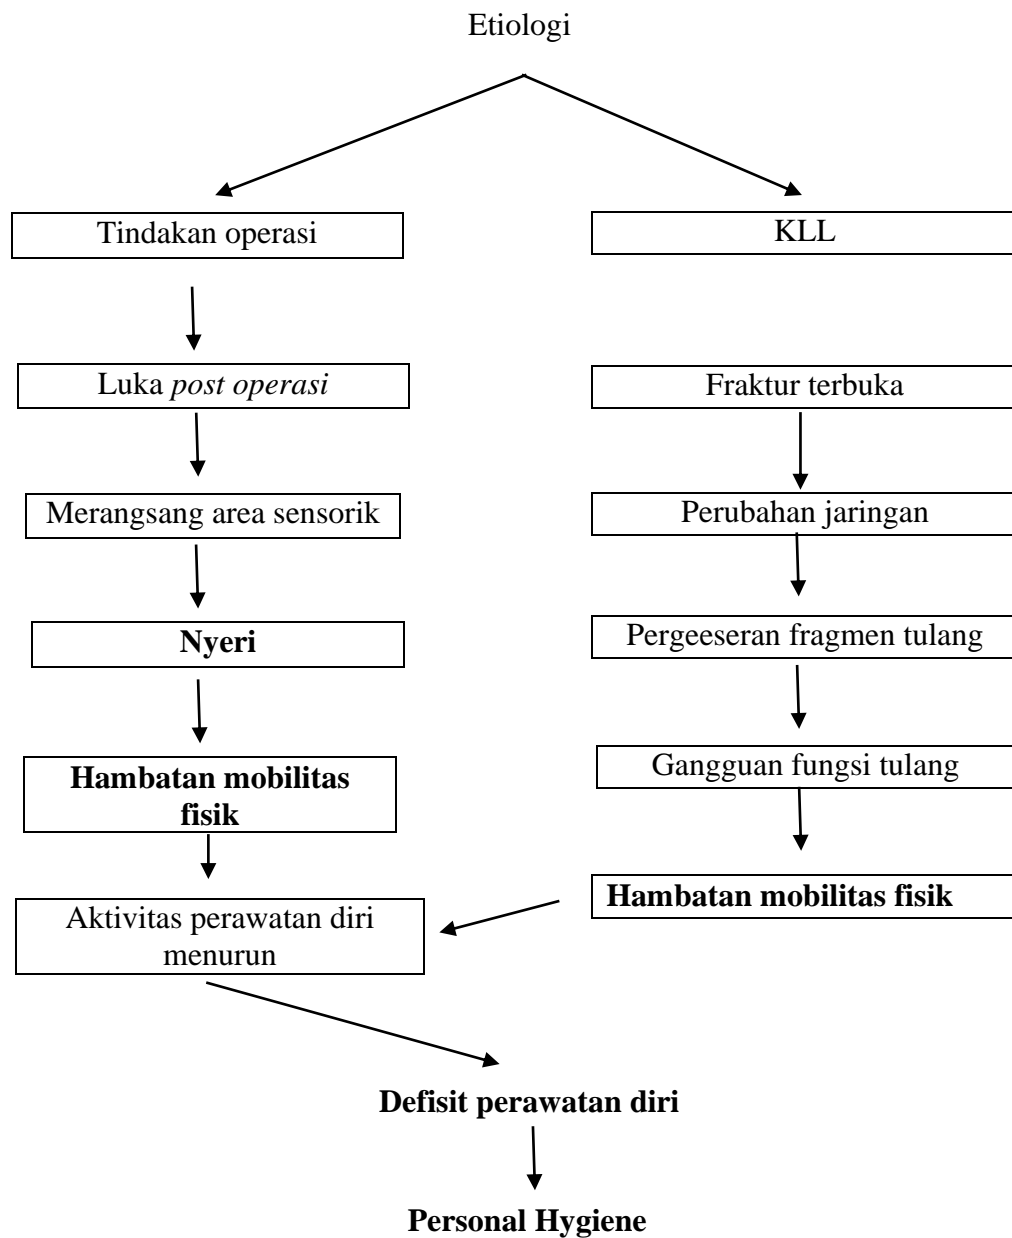 Etiologi
Tindakan operasi
KLL
Luka post operasi
Fraktur terbuka
Merangsang area sensorik
Perubahan jaringan
Nyeri
Pergeeseran fragmen tulang
Hambatan mobilitas
fisik
Gangguan fungsi tulang
Hambatan mobilitas fisik
Aktivitas perawatan diri
menurun
Defisit perawatan diri
Personal Hygiene